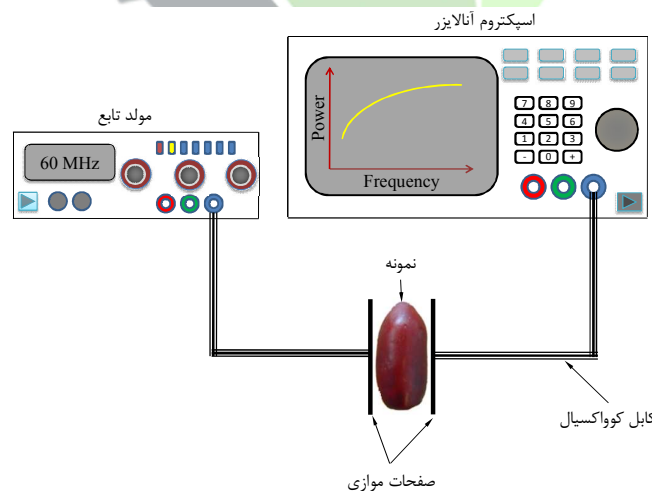 اسپکتروم آنالایزر
مولد تابع
60 MHz
Power
Frequency
7 8 9
4 5 6
1 2 3
- 0 +
نمونه
کابل کوواکسیال
صفحات موازی